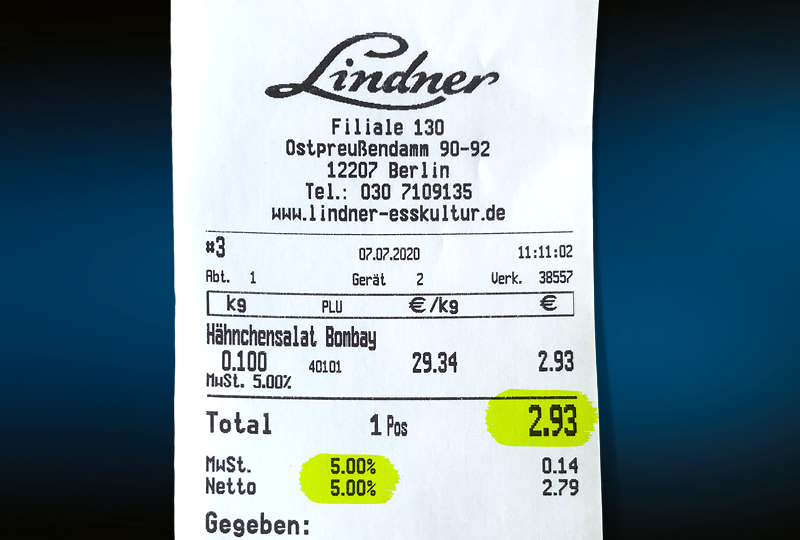 Lindner
Filiale 130
Ostpreußendamm 90-92
12207 Berlin
Tel.: 030 7109135
www.lindner-esskultur.de
#3 07.07.2020 11:11:02
Abt. 1 Gerät 2 Verk. 38557
kg PLU €/kg €
Hähnchensalat Bombay
0.100 40101 29.34 2.93
MwSt. 5.00%
Total 1 Pos 2.93
MwSt. 5.00% 0.14
Netto 5.00% 2.79
Gegeben: